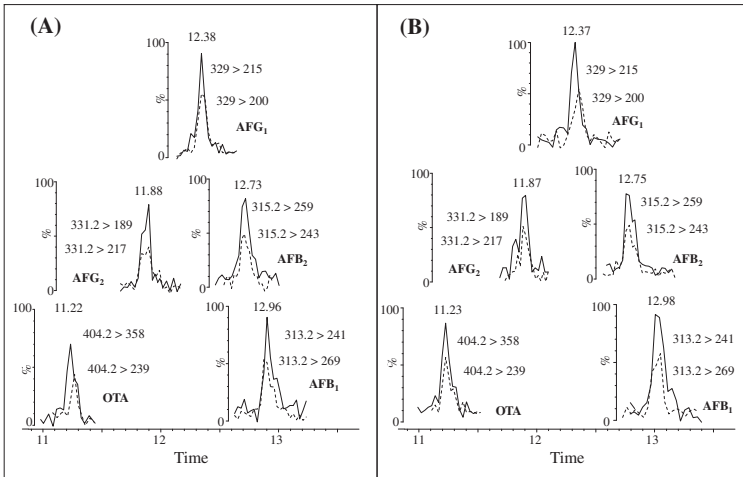 (A)
12.38
100
%
0
329 > 215
329 > 200
AFG1
11.88
100
%
0
331.2 > 189
331.2 > 217
AFG2
12.73
100
%
0
315.2 > 259
315.2 > 243
AFB2
11.22
100
%
0
404.2 > 358
404.2 > 239
OTA
12.96
100
%
0
313.2 > 241
313.2 > 269
AFB1
11 12 13
Time
(B)
12.37
100
%
0
329 > 215
329 > 200
AFG1
11.87
100
%
0
331.2 > 189
331.2 > 217
AFG2
12.75
100
%
0
315.2 > 259
315.2 > 243
AFB2
11.23
100
%
0
404.2 > 358
404.2 > 239
OTA
12.98
100
%
0
313.2 > 241
313.2 > 269
AFB1
11 12 13
Time